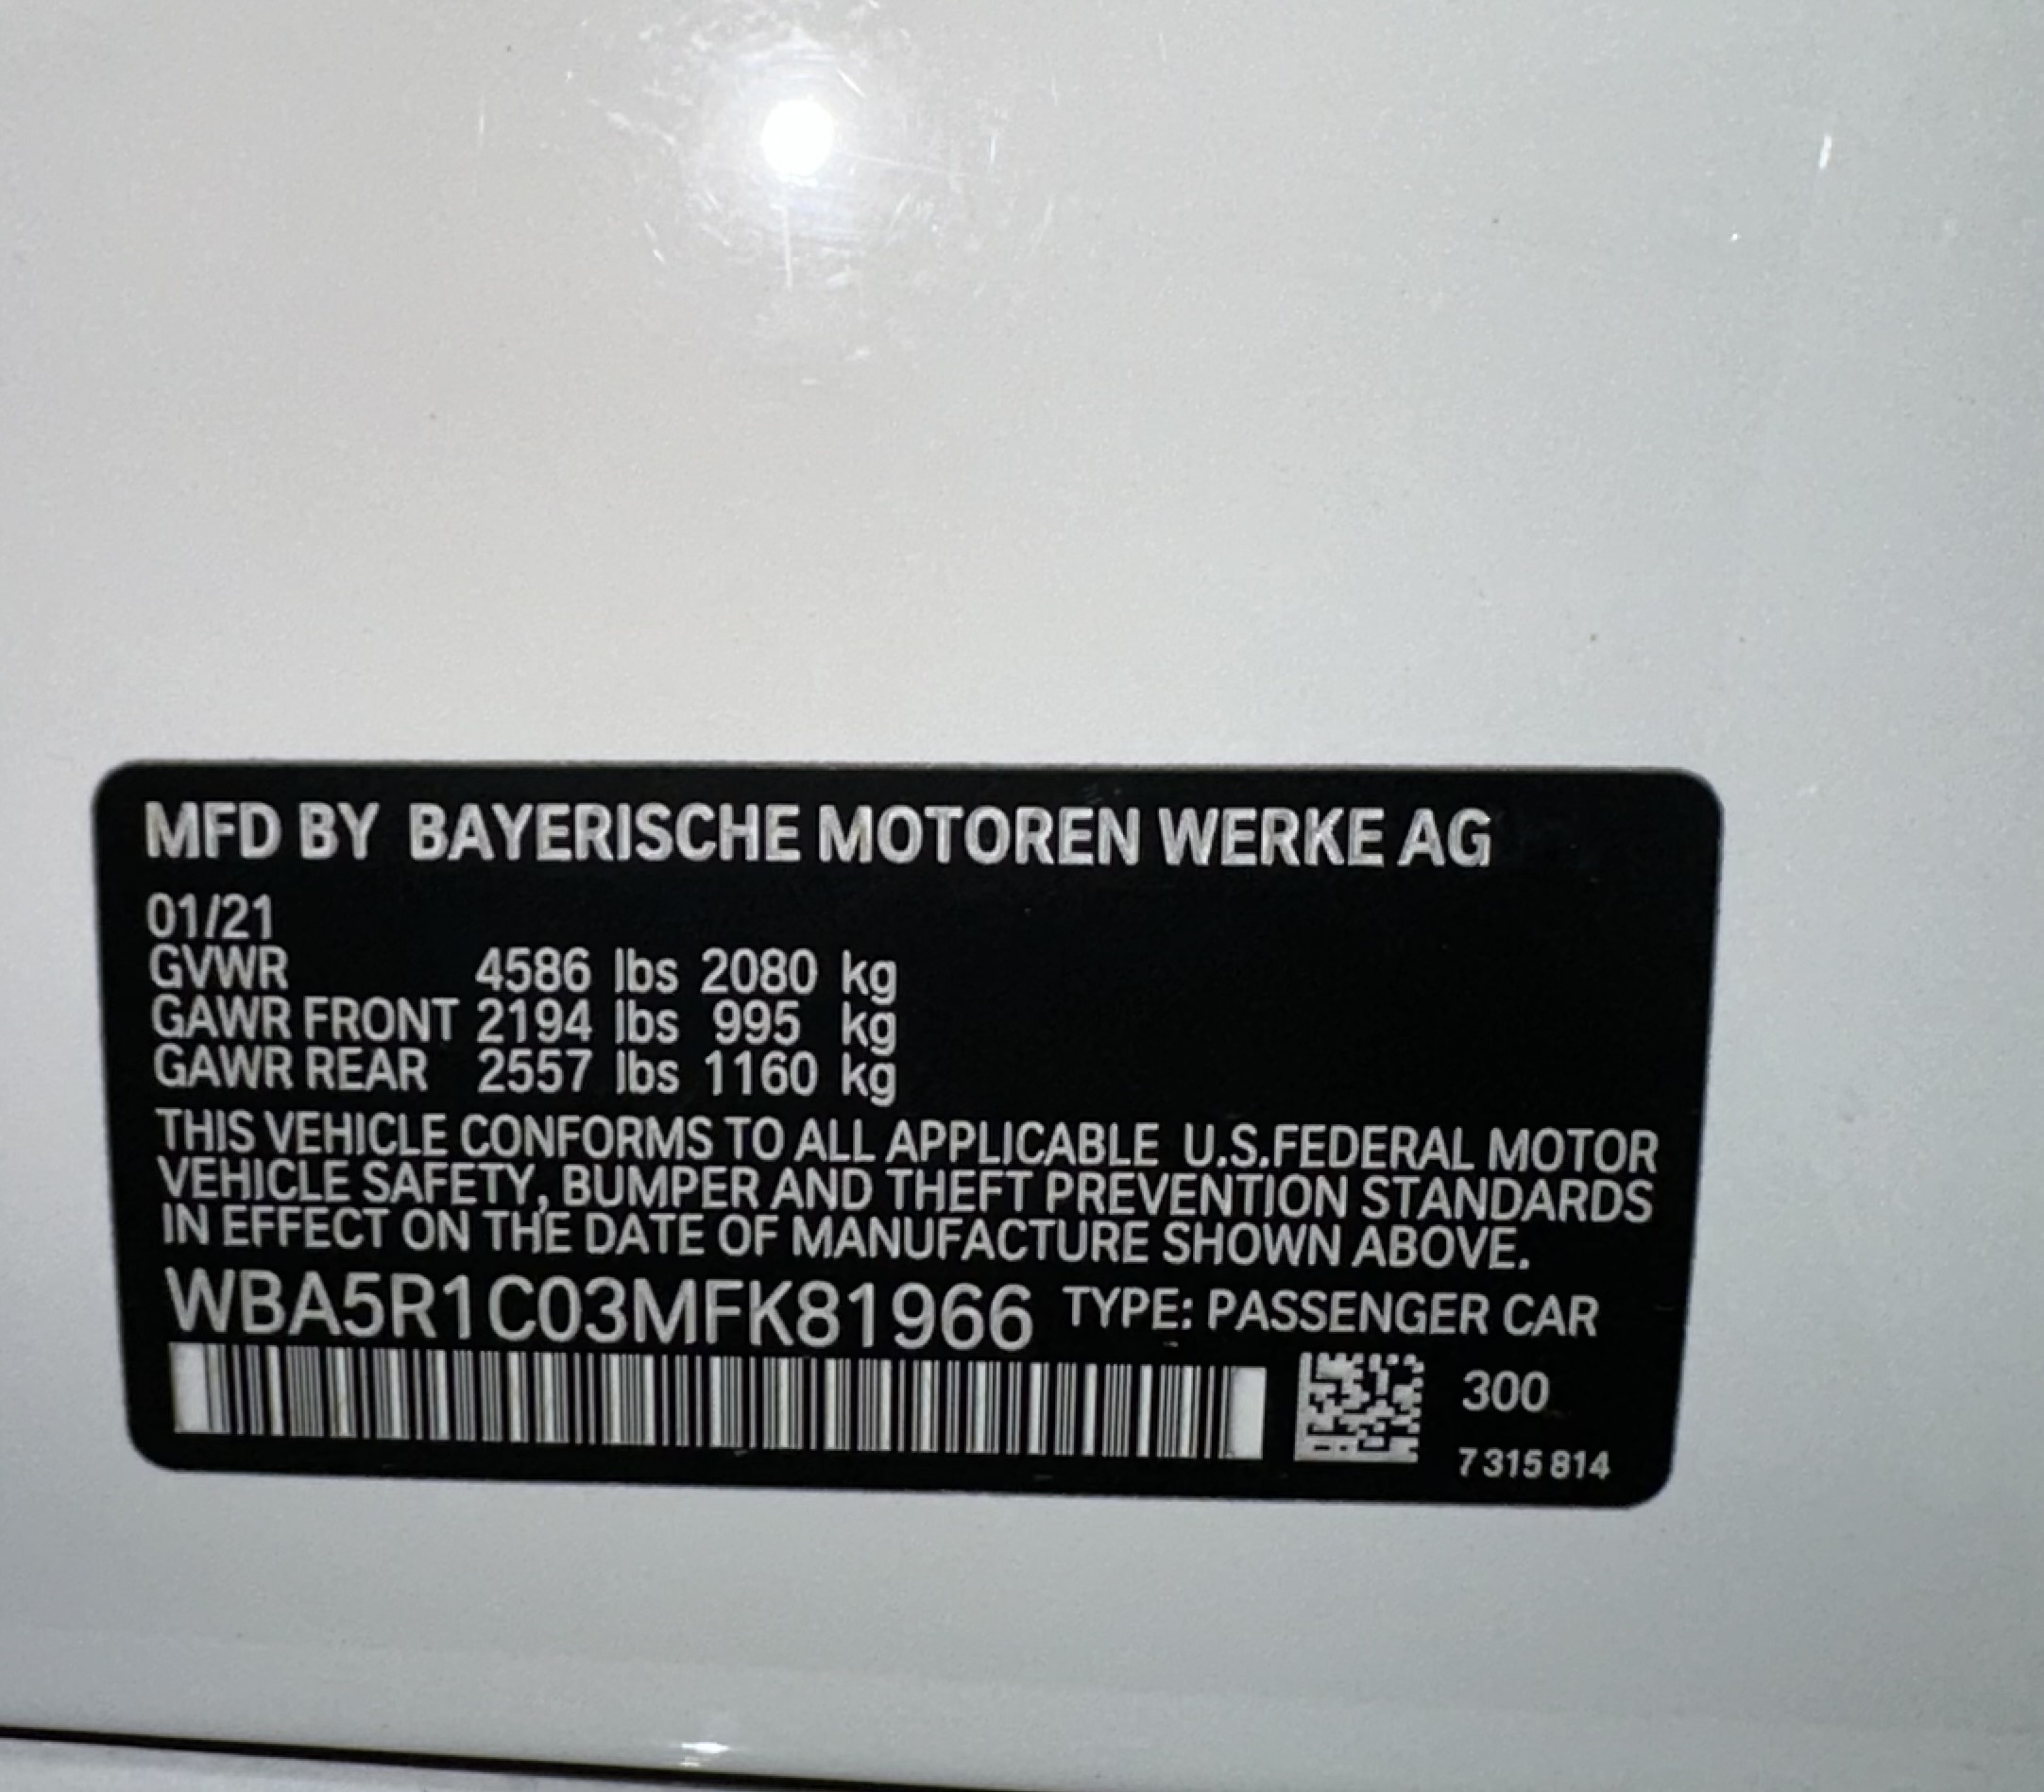 MFD BY BAYERISCHE MOTOREN WERKE AG
01/21
GVWR 4586 lbs 2080 kg
GAWR FRONT 2194 lbs 995 kg
GAWR REAR 2557 lbs 1160 kg
THIS VEHICLE CONFORMS TO ALL APPLICABLE U.S.FEDERAL MOTOR
VEHICLE SAFETY, BUMPER AND THEFT PREVENTION STANDARDS
IN EFFECT ON THE DATE OF MANUFACTURE SHOWN ABOVE.
WBA5R1C03MFK81966 TYPE: PASSENGER CAR
300
7 315 814